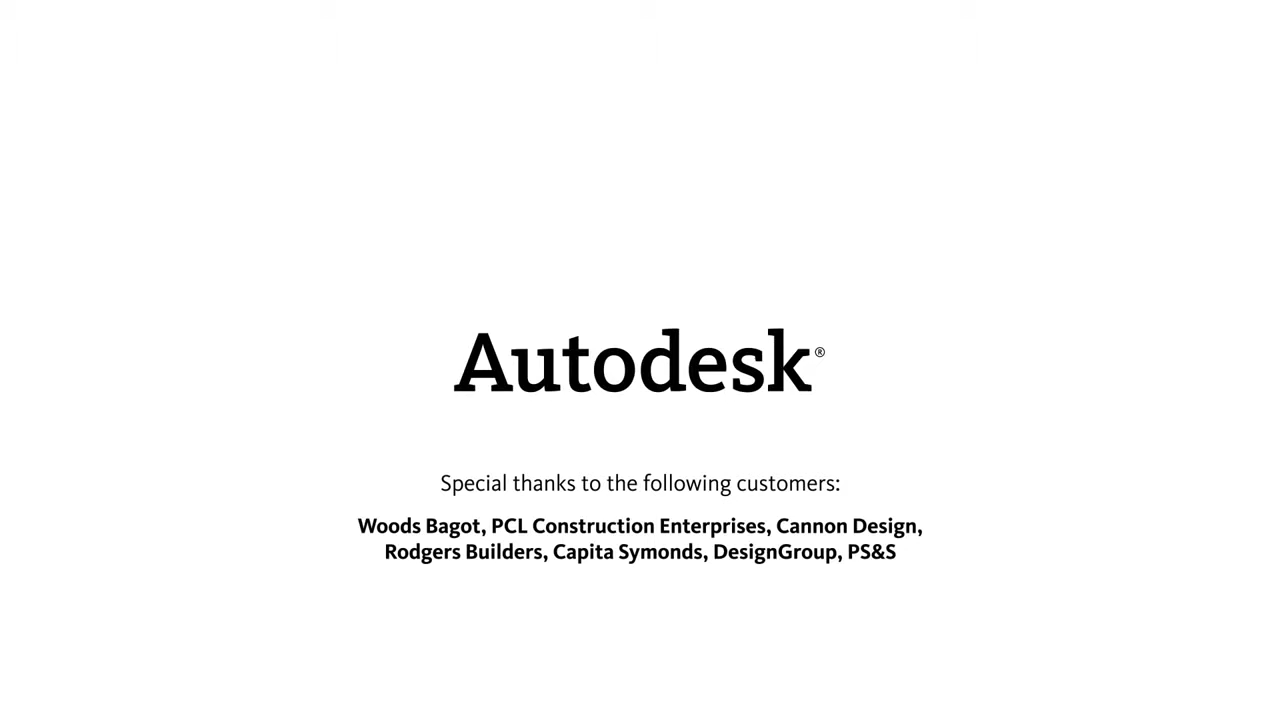 Autodesk®
Special thanks to the following customers:
Woods Bagot, PCL Construction Enterprises, Cannon Design,
Rodgers Builders, Capita Symonds, DesignGroup, PS&S